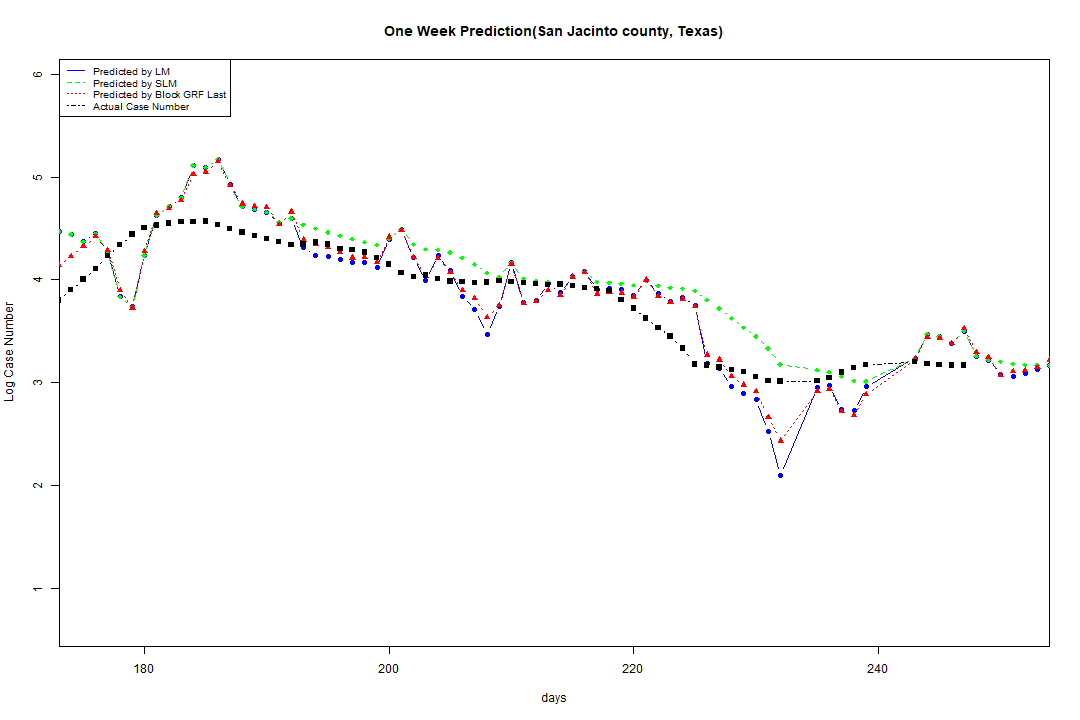 One Week Prediction(San Jacinto county, Texas)
Predicted by LM
Predicted by SLM
Predicted by Block GRF Last
Actual Case Number
6
5
4
3
2
1
Log Case Number
180
200
220
240
days